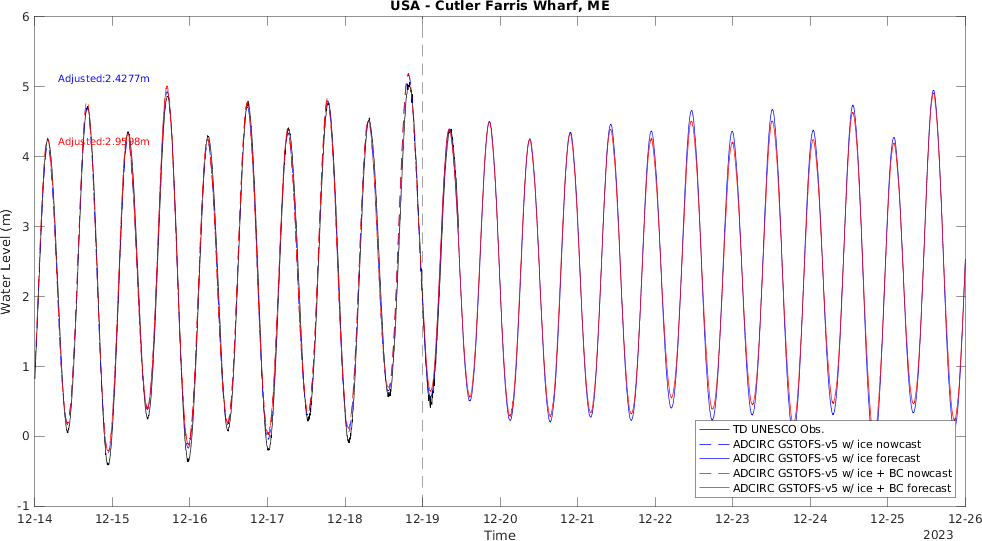 USA - Cutler Farris Wharf, ME
6
5
4
3
2
1
0
-1
Water Level (m)
Adjusted:2.4277m
Adjusted:2.9598m
TD UNESCO Obs.
ADCIRC GSTOFS-v5 w/ ice nowcast
ADCIRC GSTOFS-v5 w/ ice forecast
ADCIRC GSTOFS-v5 w/ ice + BC nowcast
ADCIRC GSTOFS-v5 w/ ice + BC forecast
12-14 12-15 12-16 12-17 12-18 12-19 12-20 12-21 12-22 12-23 12-24 12-25 12-26
Time
2023